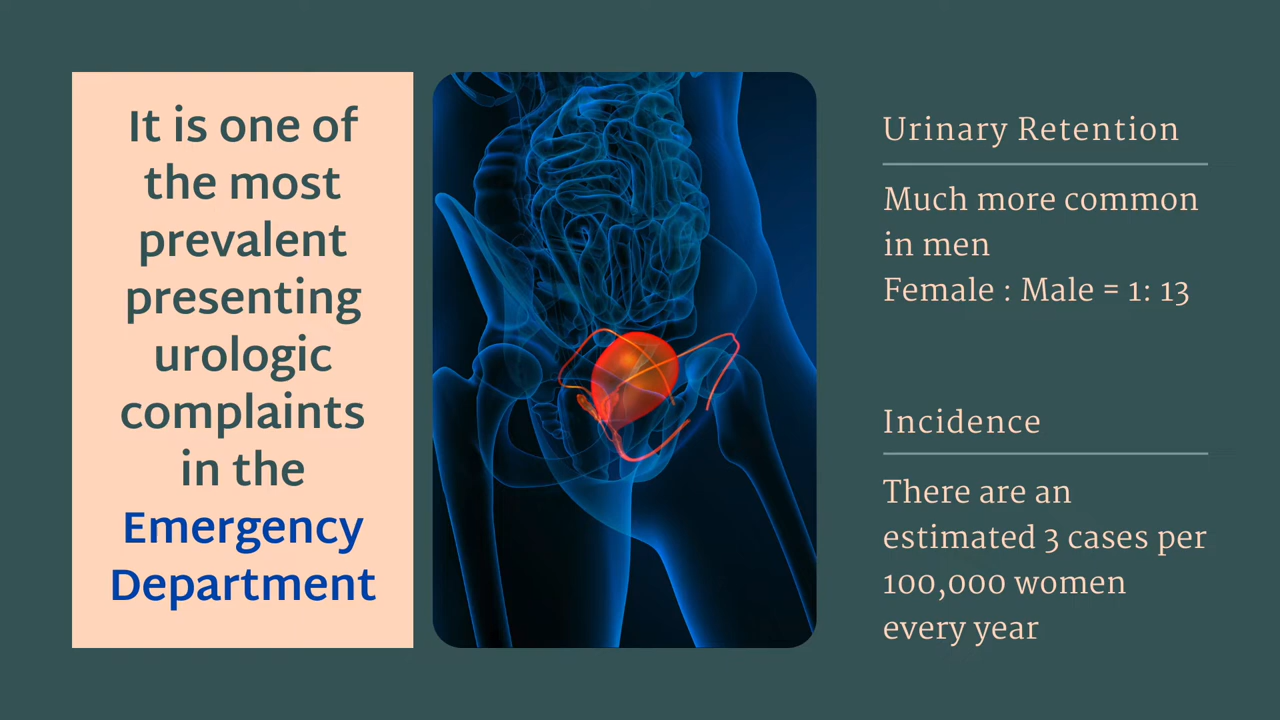 It is one of
the most
prevalent
presenting
urologic
complaints
in the
Emergency
Department
Urinary Retention
Much more common
in men
Female : Male = 1: 13
Incidence
There are an
estimated 3 cases per
100,000 women
every year